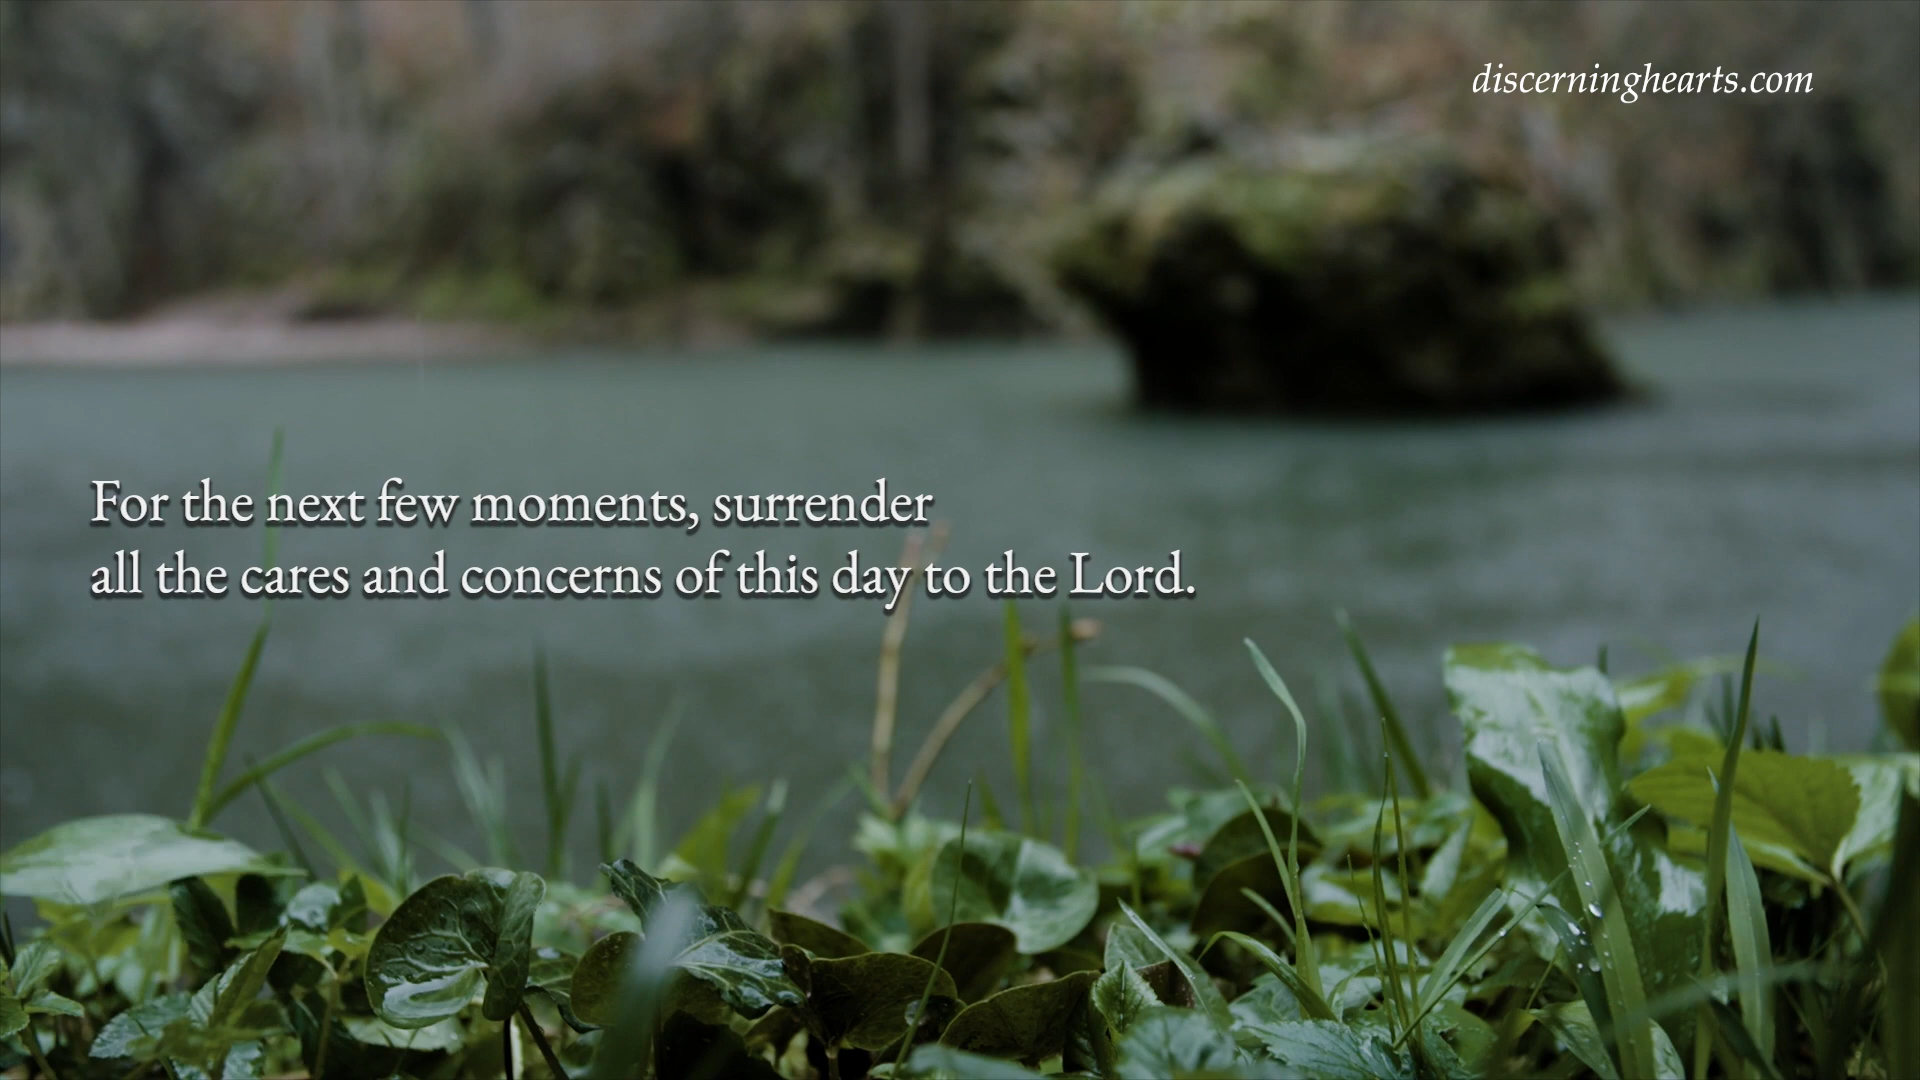 discerninghearts.com
For the next few moments, surrender
all the cares and concerns of this day to the Lord.